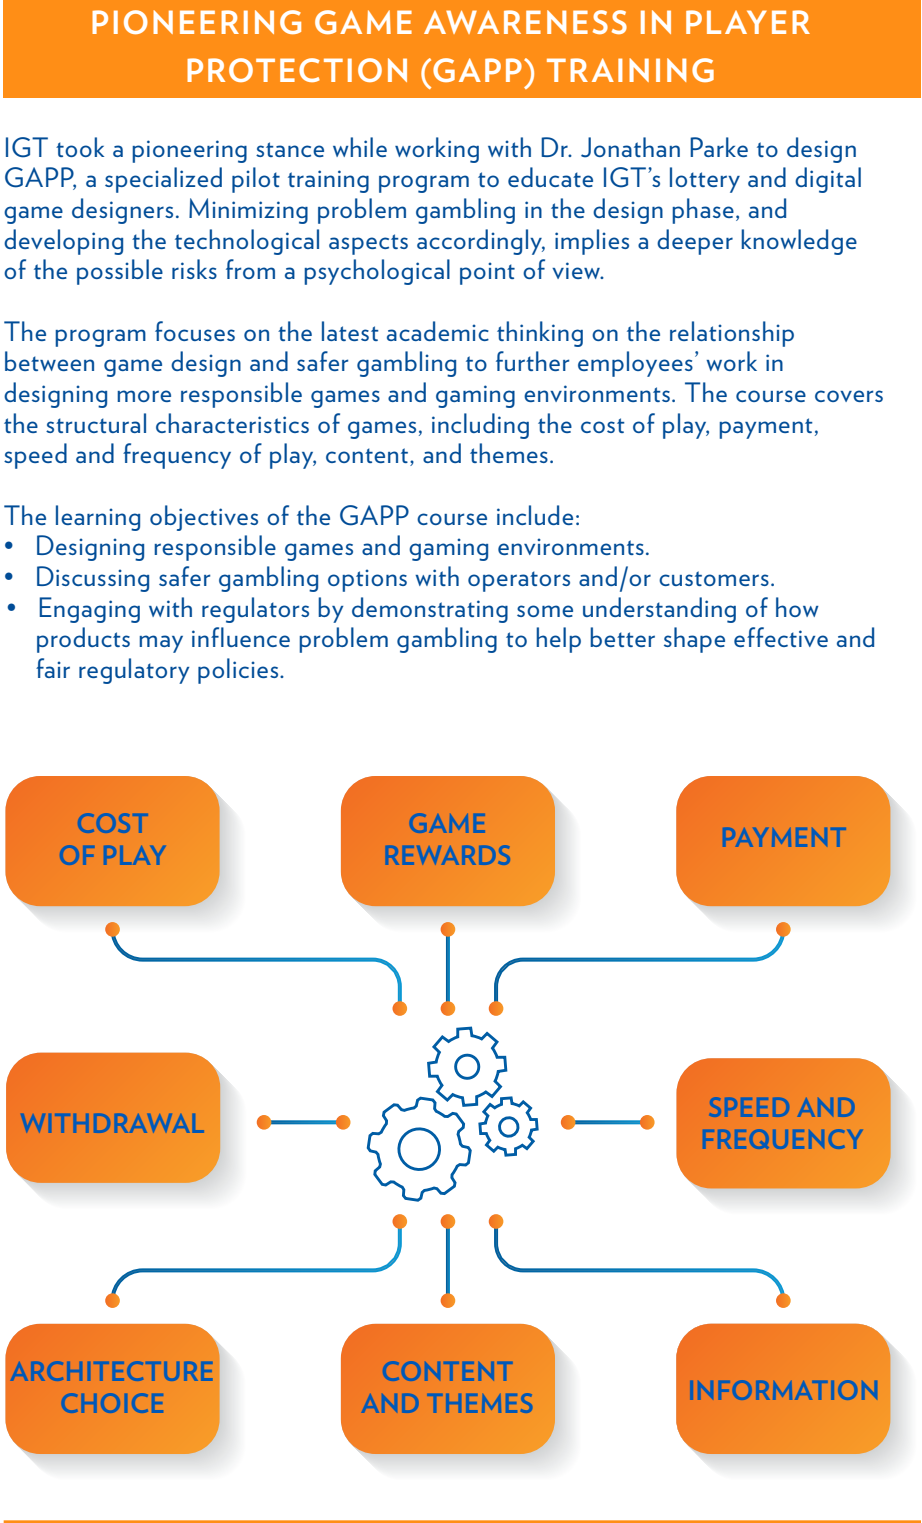 PIONEERING GAME AWARENESS IN PLAYER
PROTECTION (GAPP) TRAINING
IGT took a pioneering stance while working with Dr. Jonathan Parke to design
GAPP, a specialized pilot training program to educate IGT’s lottery and digital
game designers. Minimizing problem gambling in the design phase, and
developing the technological aspects accordingly, implies a deeper knowledge
of the possible risks from a psychological point of view.
The program focuses on the latest academic thinking on the relationship
between game design and safer gambling to further employees’ work in
designing more responsible games and gaming environments. The course covers
the structural characteristics of games, including the cost of play, payment,
speed and frequency of play, content, and themes.
The learning objectives of the GAPP course include:
• Designing responsible games and gaming environments.
• Discussing safer gambling options with operators and/or customers.
• Engaging with regulators by demonstrating some understanding of how
products may influence problem gambling to help better shape effective and
fair regulatory policies.
COST
OF PLAY
GAME
REWARDS
PAYMENT
WITHDRAWAL
SPEED AND
FREQUENCY
ARCHITECTURE
CHOICE
CONTENT
AND THEMES
INFORMATION